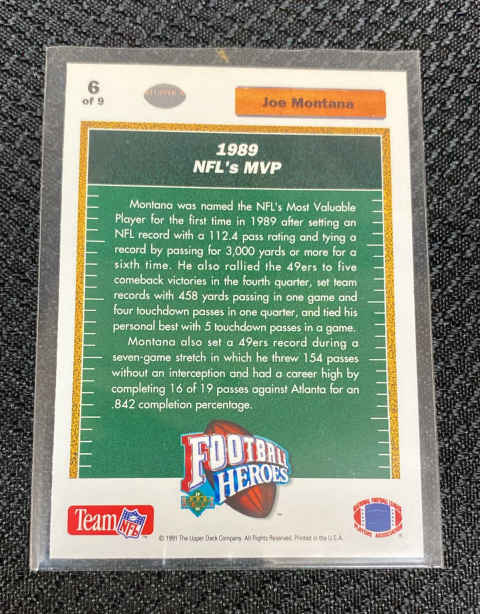 6
of 9
Joe Montana
1989
NFL's MVP
Montana was named the NFL's Most Valuable
Player for the first time in 1989 after setting an
NFL record with a 112.4 pass rating and tying a
record by passing for 3,000 yards or more for a
sixth time. He also rallied the 49ers to five
comeback victories in the fourth quarter, set team
records with 458 yards passing in one game and
four touchdown passes in one quarter, and tied his
personal best with 5 touchdown passes in a game.
Montana also set a 49ers record during a
seven-game stretch in which he threw 154 passes
without an interception and had a career high by
completing 16 of 19 passes against Atlanta for an
.842 completion percentage.
FOOTBALL
HEROES
™
Team NFL ™
© 1991 The Upper Deck Company. All Rights Reserved. Printed in the U.S.A.